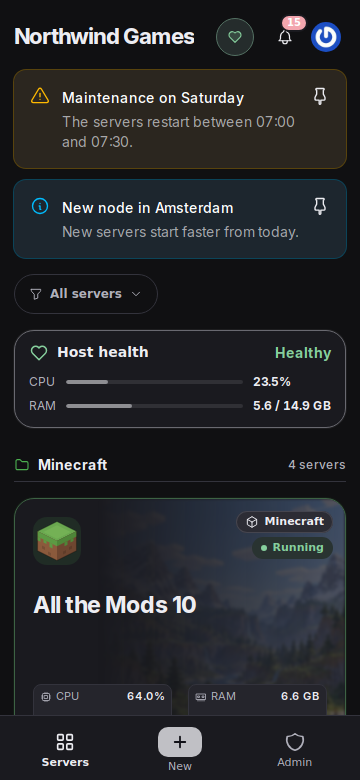 Northwind Games
15
Maintenance on Saturday
The servers restart between 07:00
and 07:30.
New node in Amsterdam
New servers start faster from today.
All servers
Host health
Healthy
CPU
23.5%
RAM
5.6 / 14.9 GB
Minecraft
4 servers
Minecraft
Running
All the Mods 10
CPU
64.0%
RAM
6.6 GB
Servers
New
Admin